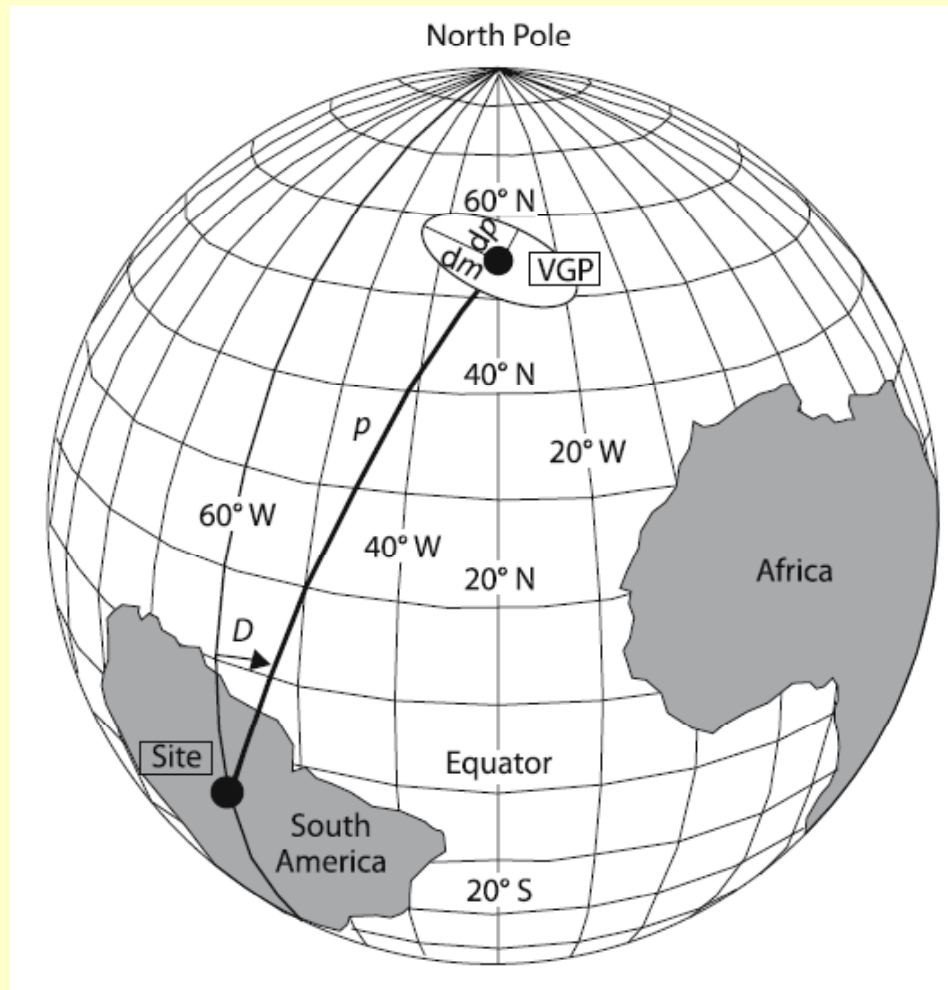 North Pole
60° N
dp
dm
VGP
40° N
p
20° W
60° W
40° W
20° N
Africa
D
Site
Equator
South
America
20° S